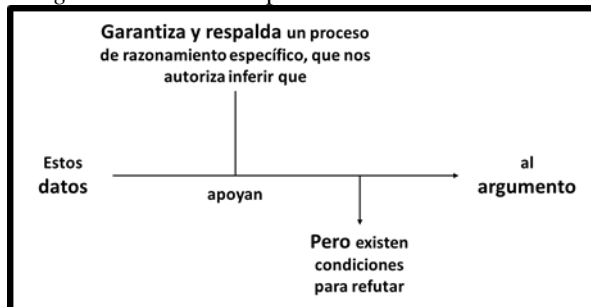 Garantiza y respalda un proceso
de razonamiento específico, que nos
autoriza inferir que
Estos
datos
apoyan
al
argumento
Pero existen
condiciones
para refutar